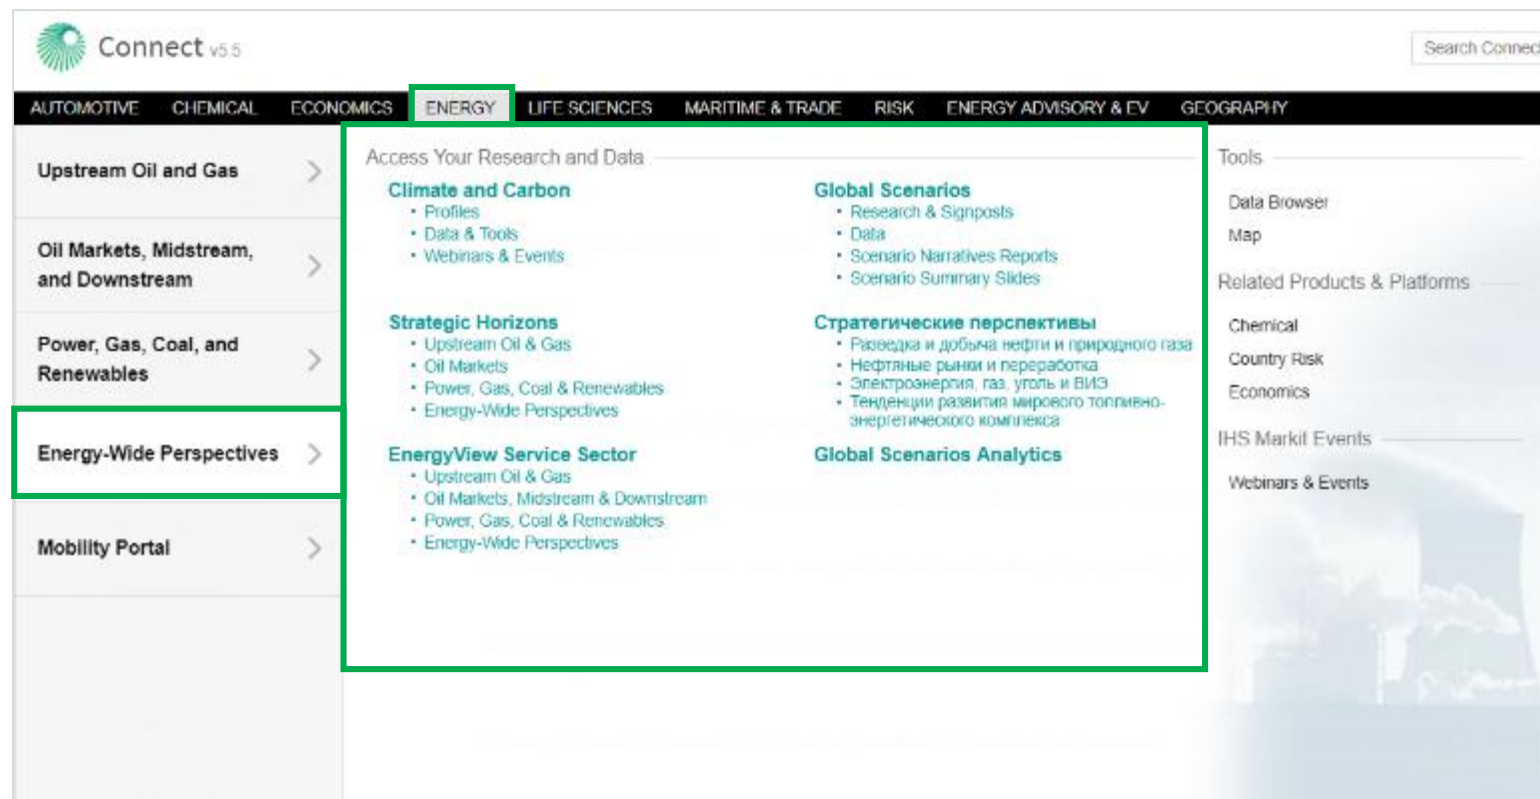 Connect v5.5
Search Connect
AUTOMOTIVE CHEMICAL ECONOMICS ENERGY LIFE SCIENCES MARITIME & TRADE RISK ENERGY ADVISORY & EV GEOGRAPHY
Upstream Oil and Gas
Oil Markets, Midstream,
and Downstream
Power, Gas, Coal, and
Renewables
Energy-Wide Perspectives
Mobility Portal
Access Your Research and Data
Climate and Carbon
• Profiles
• Data & Tools
• Webinars & Events
Global Scenarios
• Research & Signposts
• Data
• Scenario Narratives Reports
• Scenario Summary Slides
Strategic Horizons
• Upstream Oil & Gas
• Oil Markets
• Power, Gas, Coal & Renewables
• Energy-Wide Perspectives
Стратегические перспективы
• Разведка и добыча нефти и природного газа
• Нефтяные рынки и переработка
• Электроэнергия, газ, уголь и ВИЭ
• Тенденции развития мирового топливно-
энергетического комплекса
EnergyView Service Sector
• Upstream Oil & Gas
• Oil Markets, Midstream & Downstream
• Power, Gas, Coal & Renewables
• Energy-Wide Perspectives
Global Scenarios Analytics
Tools
Data Browser
Map
Related Products & Platforms
Chemical
Country Risk
Economics
IHS Markit Events
Webinars & Events